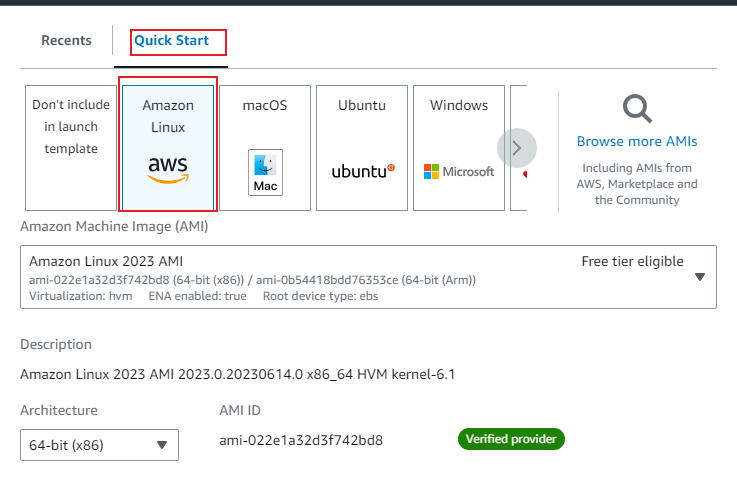 Recents
Quick Start
Don't include
in launch
template
Amazon
Linux
aws
macOS
Mac
Ubuntu
ubuntu
Windows
Microsoft
Browse more AMIs
Including AMIs from
AWS, Marketplace and
the Community
Amazon Machine Image (AMI)
Amazon Linux 2023 AMI
Free tier eligible
ami-022e1a32d3f742bd8 (64-bit (x86)) / ami-0b54418bdd76353ce (64-bit (Arm))
Virtualization: hvm ENA enabled: true Root device type: ebs
Description
Amazon Linux 2023 AMI 2023.0.20230614.0 x86_64 HVM kernel-6.1
Architecture
AMI ID
64-bit (x86)
ami-022e1a32d3f742bd8
Verified provider